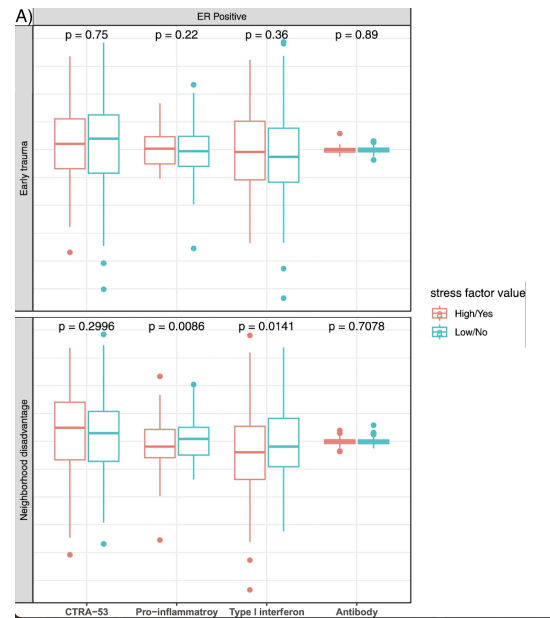 A)
ER Positive
p = 0.75 p = 0.22 p = 0.36 p = 0.89
Early trauma
stress factor value
High/Yes
Low/No
p = 0.2996 p = 0.0086 p = 0.0141 p = 0.7078
Neighborhood disadvantage
CTRA−53 Pro−inflammatroy Type I interferon Antibody